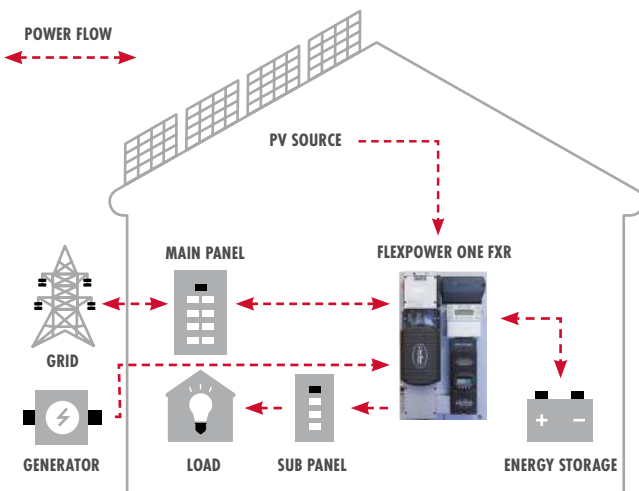 POWER FLOW
PV SOURCE
MAIN PANEL
FLEXPOWER ONE FXR
GRID
GENERATOR
LOAD
SUB PANEL
ENERGY STORAGE